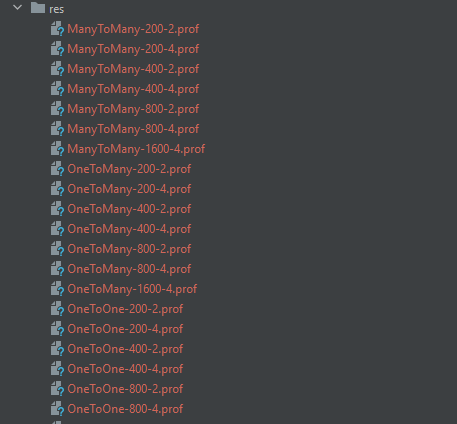 res
ManyToMany-200-2.prof
ManyToMany-200-4.prof
ManyToMany-400-2.prof
ManyToMany-400-4.prof
ManyToMany-800-2.prof
ManyToMany-800-4.prof
ManyToMany-1600-4.prof
OneToMany-200-2.prof
OneToMany-200-4.prof
OneToMany-400-2.prof
OneToMany-400-4.prof
OneToMany-800-2.prof
OneToMany-800-4.prof
OneToMany-1600-4.prof
OneToOne-200-2.prof
OneToOne-200-4.prof
OneToOne-400-2.prof
OneToOne-400-4.prof
OneToOne-800-2.prof
OneToOne-800-4.prof